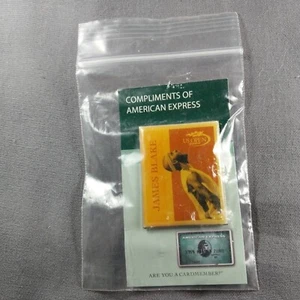 COMPLIMENTS OF
AMERICAN EXPRESS
JAMES BLAKE
ARE YOU A CARDMEMBER?